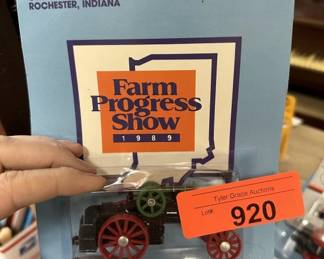 ROCHESTER, INDIANA
Farm
Progress
Show
1989
Tyler Grace Auctions
Lot# 920